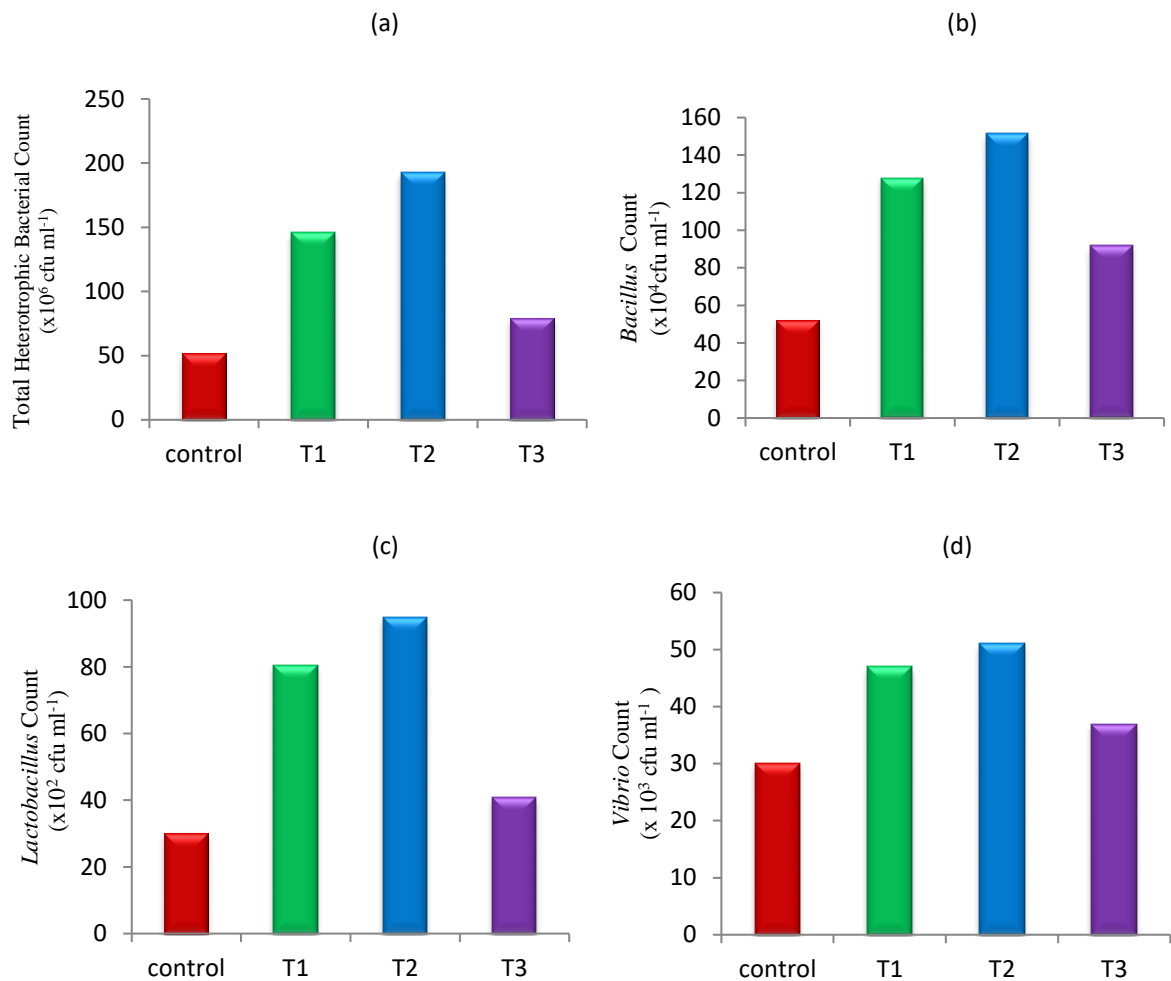 (a)
Total Heterotrophic Bacterial Count
(x10⁶ cfu ml⁻¹)
250
200
150
100
50
0
control T1 T2 T3
(b)
Bacillus Count
(x10⁴cfu ml⁻¹)
160
140
120
100
80
60
40
20
0
control T1 T2 T3
(c)
Lactobacillus Count
(x10² cfu ml⁻¹)
100
80
60
40
20
0
control T1 T2 T3
(d)
Vibrio Count
(x 10³ cfu ml⁻¹ )
60
50
40
30
20
10
0
control T1 T2 T3